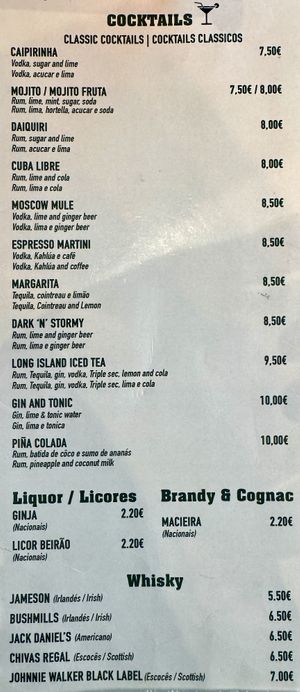 COCKTAILS
CLASSIC COCKTAILS | COCKTAILS CLASSICOS
CAIPIRINHA 7,50€
Vodka, sugar and lime
Vodka, acucar e lima
MOJITO / MOJITO FRUTA 7,50€ / 8,00€
Rum, lime, mint, sugar, soda
Rum, lima, hortella, acucar e soda
DAIQUIRI 8,00€
Rum, sugar and lime
Rum, acucar e lima
CUBA LIBRE 8,00€
Rum, lime and cola
Rum, lima e cola
MOSCOW MULE 8,50€
Vodka, lime and ginger beer
Vodka, lima e ginger beer
ESPRESSO MARTINI 8,50€
Vodka, Kahlúa e café
Vodka, Kahlúa and coffee
MARGARITA 8,50€
Tequila, cointreau e limão
Tequila, Cointreau and Lemon
DARK 'N' STORMY 8,50€
Rum, lime and ginger beer
Rum, lima e ginger beer
LONG ISLAND ICED TEA 9,50€
Rum, Tequila, gin, vodka, Triple sec, lemon and cola
Rum, Tequila, gin, vodka, Triple sec, lima e cola
GIN AND TONIC 10,00€
Gin, lime & tonic water
Gin, lima e tonica
PIÑA COLADA 10,00€
Rum, batida de côco e sumo de ananás
Rum, pineapple and coconut milk
Liquor / Licores
GINJA 2.20€
(Nacionais)
LICOR BEIRÃO 2.20€
(Nacionais)
Brandy & Cognac
MACIEIRA 2.20€
(Nacionais)
Whisky
JAMESON (Irlandés / Irish) 5.50€
BUSHMILLS (Irlandés / Irish) 6.50€
JACK DANIEL'S (Americano) 6.50€
CHIVAS REGAL (Escocês / Scottish) 6.50€
JOHNNIE WALKER BLACK LABEL (Escocês / Scottish) 7.00€